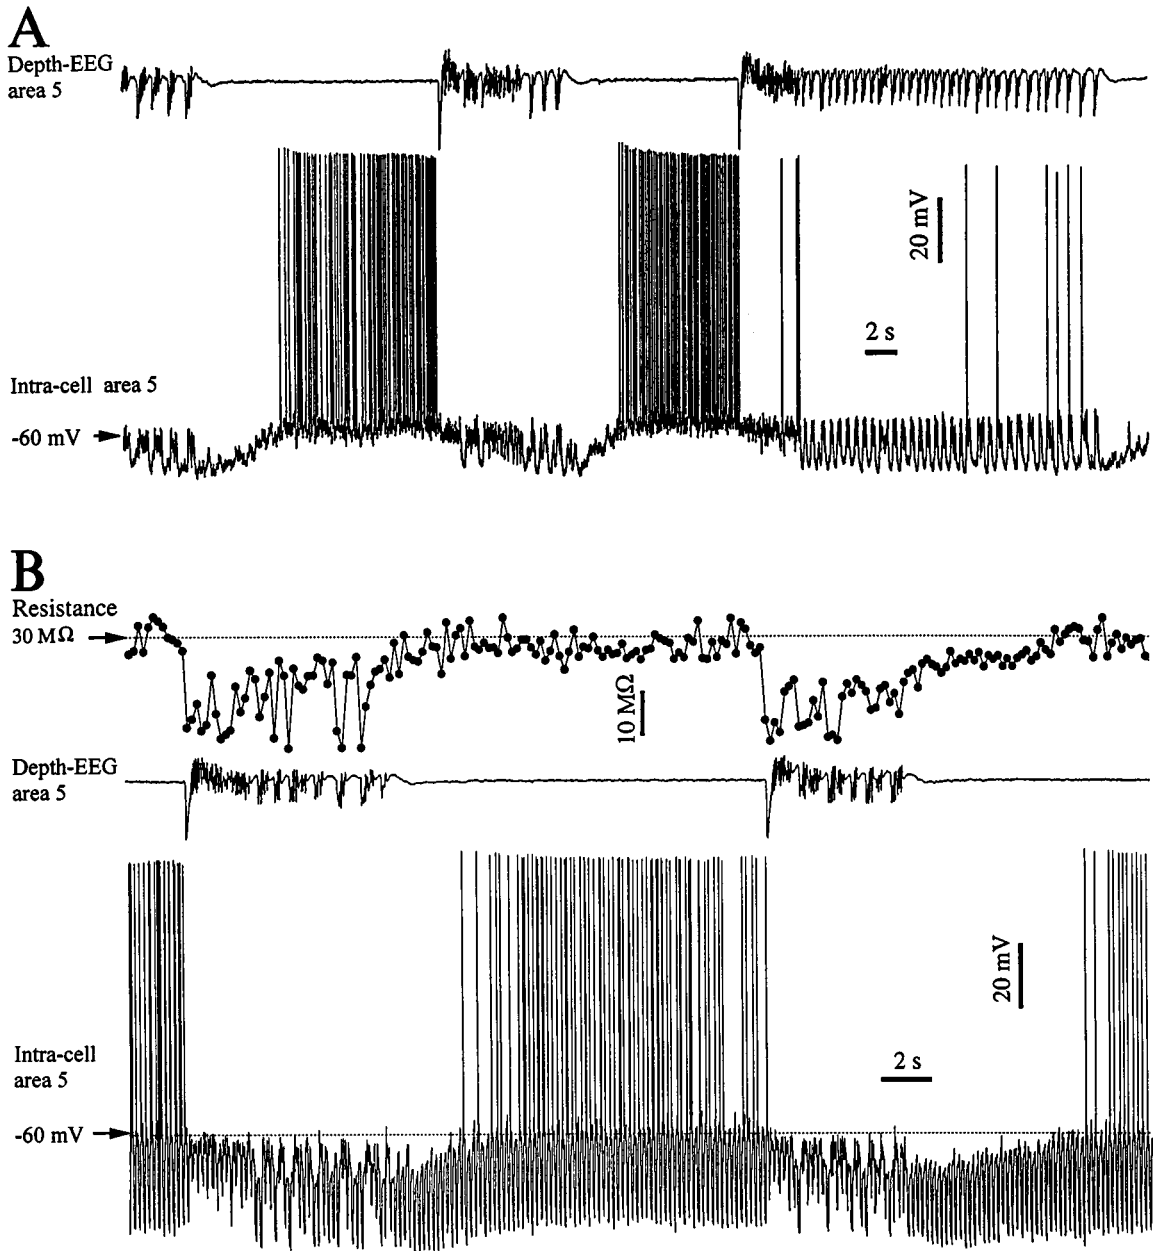 A
Depth-EEG
area 5
20 mV
2 s
Intra-cell area 5
-60 mV
B
Resistance
30 MΩ
10 MΩ
Depth-EEG
area 5
20 mV
2 s
Intra-cell
area 5
-60 mV